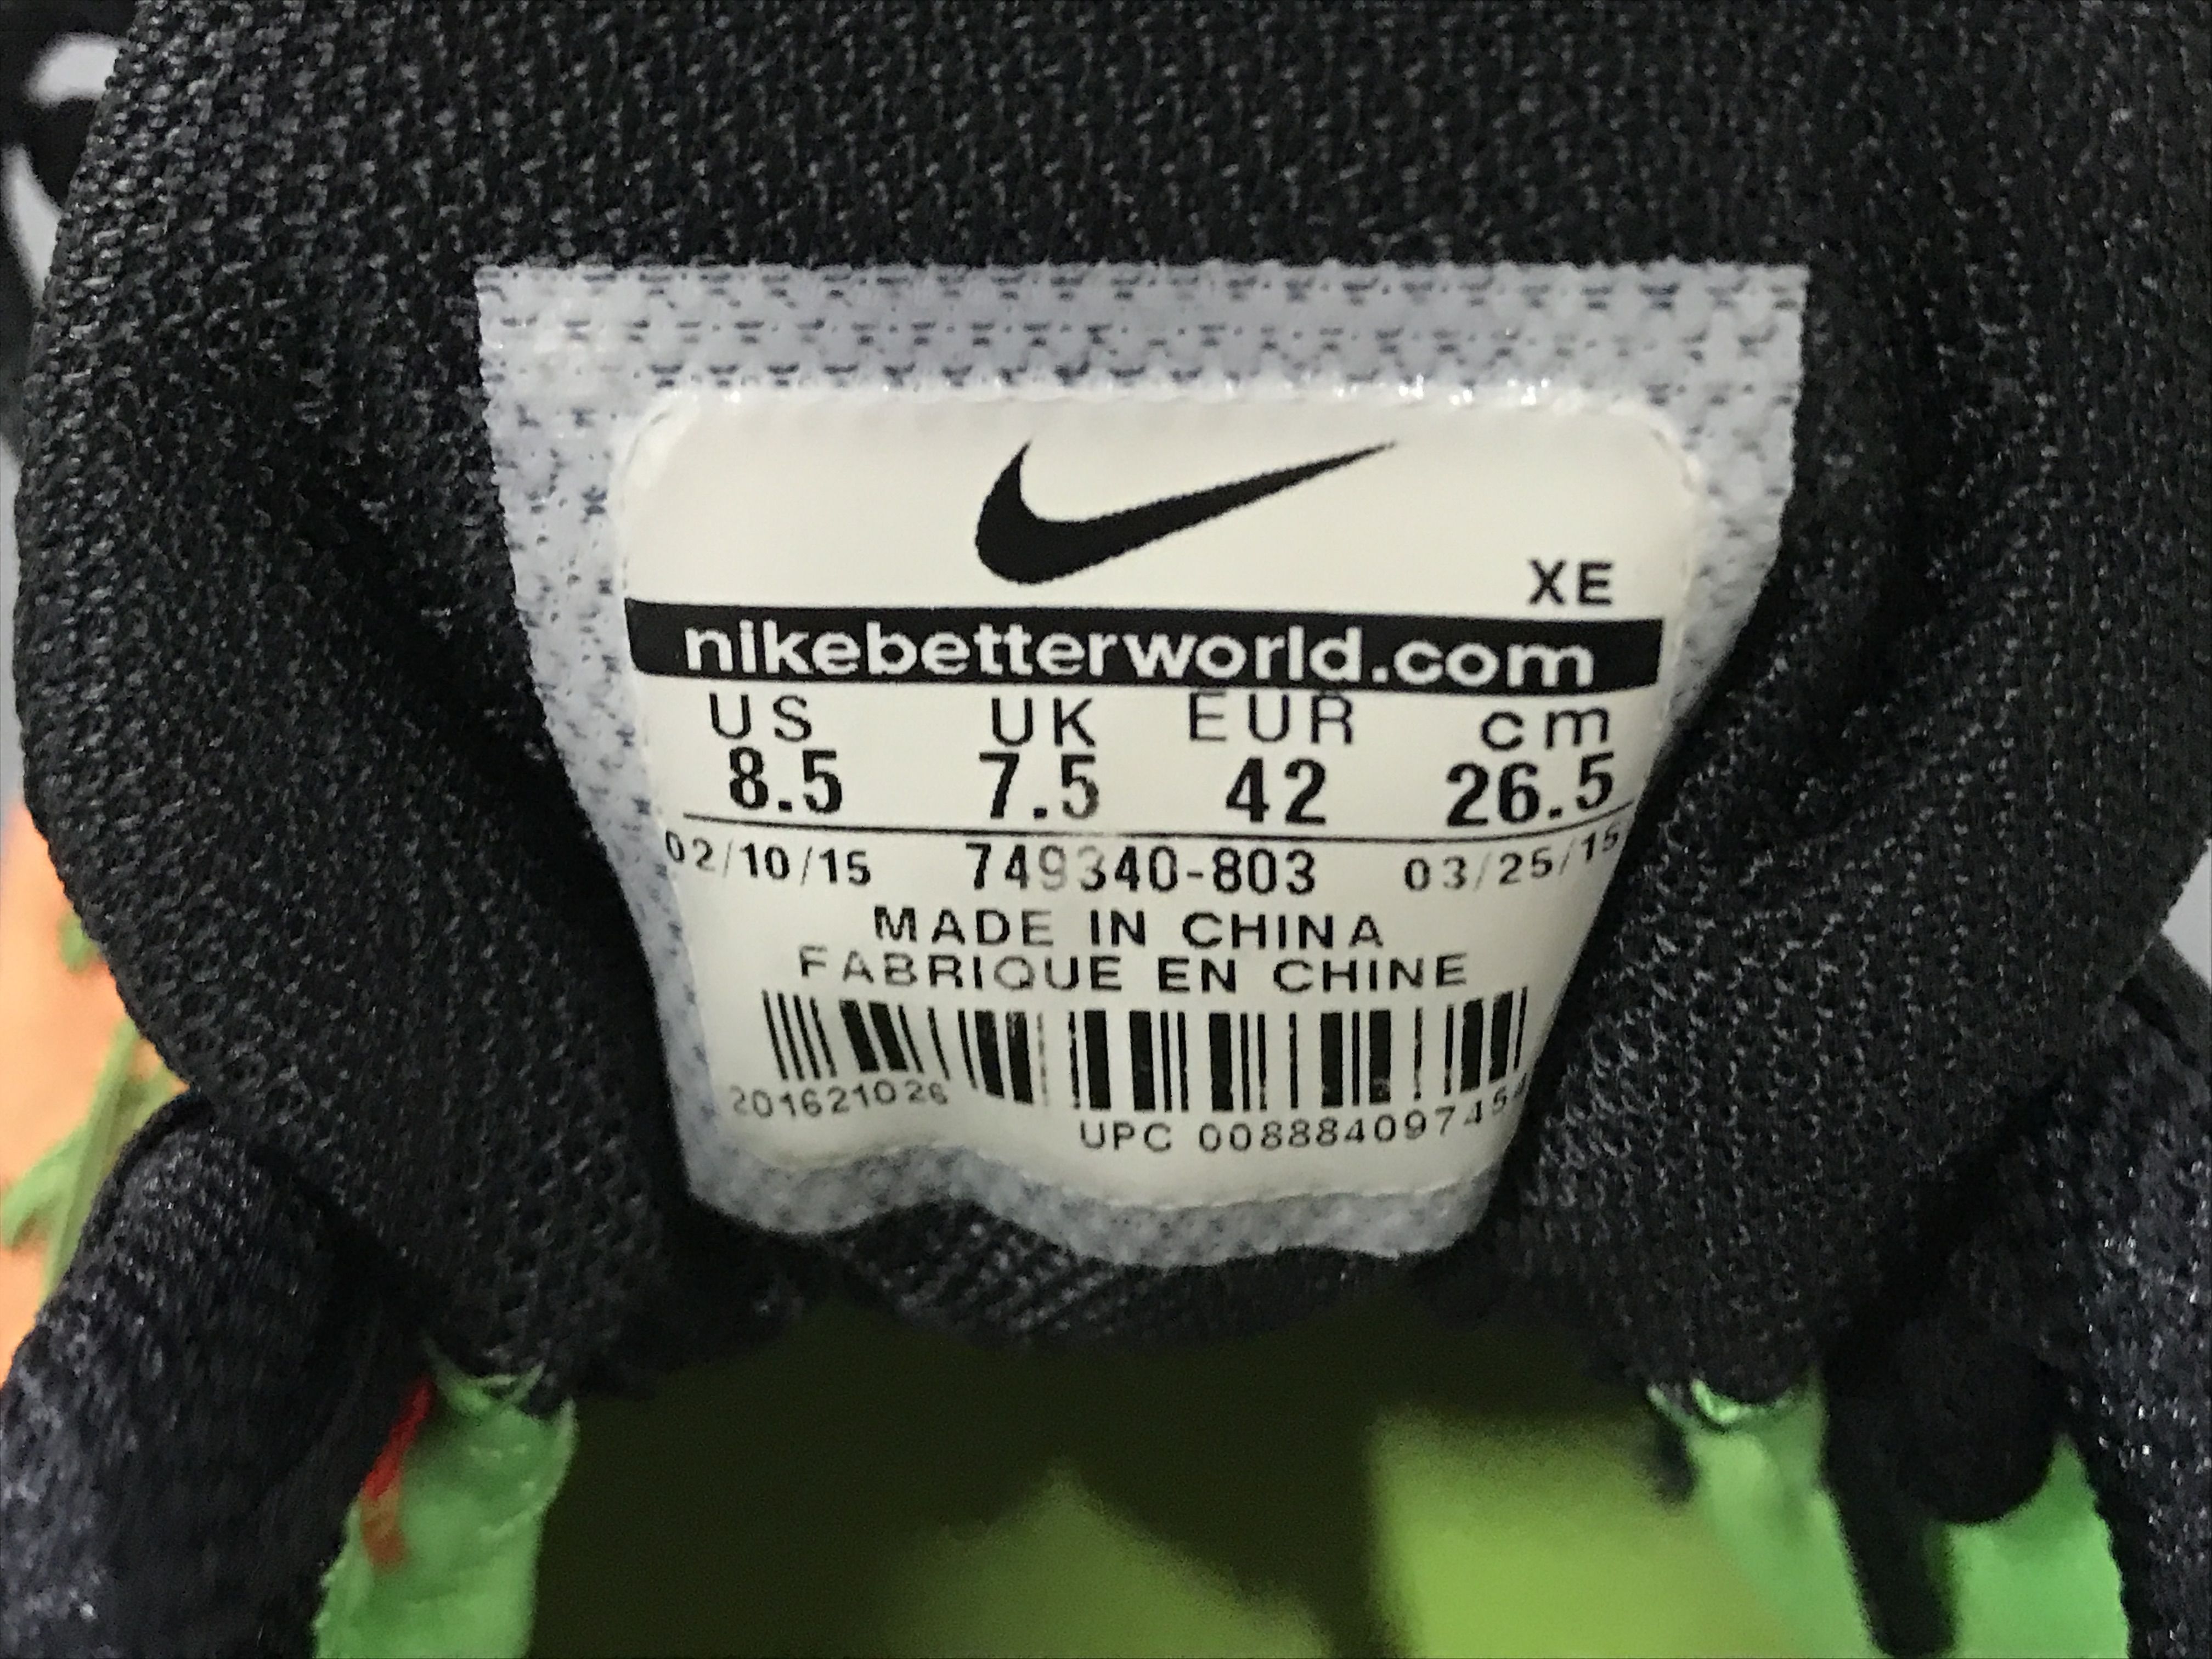 XE
nikebetterworld.com
US UK EUR cm
8.5 7.5 42 26.5
02/10/15 749340-803 03/25/15
MADE IN CHINA
FABRIQUE EN CHINE
201621026
UPC